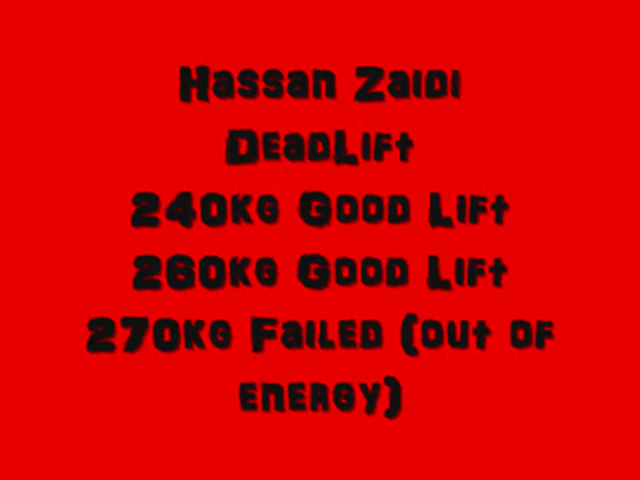 Hassan Zaidi
DeadLift
240kg Good Lift
260kg Good Lift
270kg Failed (out of
energy)